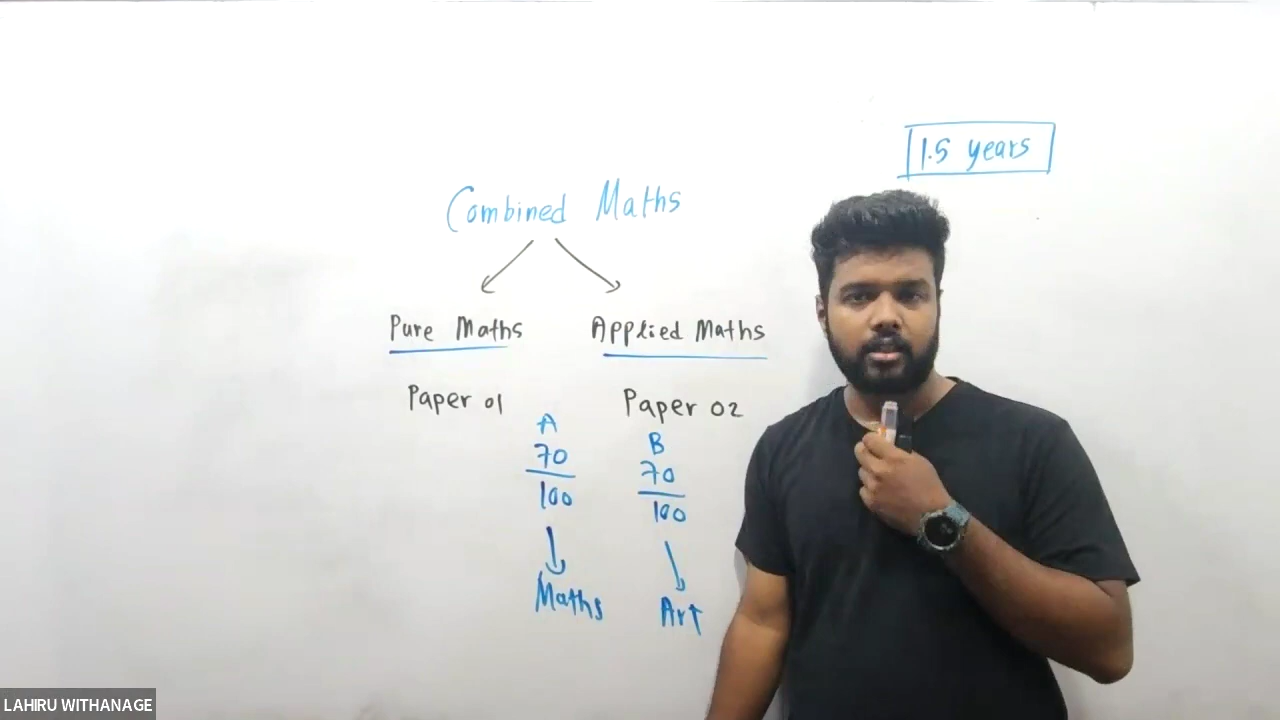 1.5 years
Combined Maths
Pure Maths
Applied Maths
Paper 01
Paper 02
A
70
100
Maths
B
70
100
Art
LAHIRU WITHANAGE